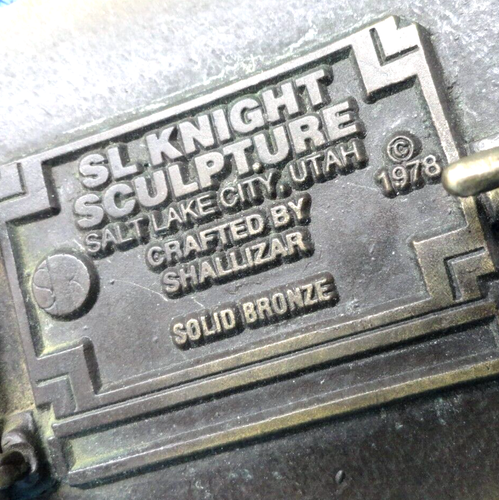 SL.KNIGHT
SCULPTURE
SALT LAKE CITY, UTAH
© 1978
CRAFTED BY
SHALLIZAR
SOLID BRONZE